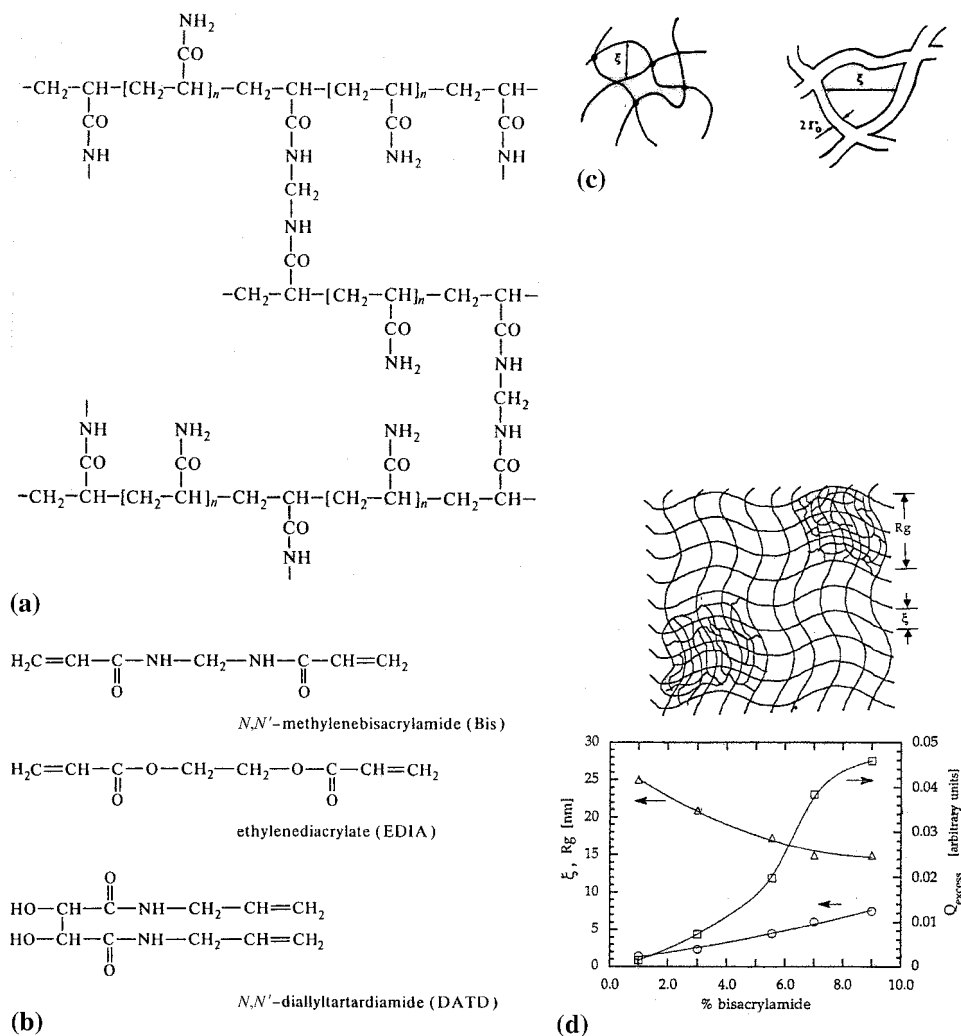 NH₂
CO
—CH₂—CH—[CH₂—CH]ₙ—CH₂—CH—[CH₂—CH]ₙ—CH₂—CH—
CO CO CO CO
NH NH NH₂ NH
CH₂
NH
CO
—CH₂—CH—[CH₂—CH]ₙ—CH₂—CH—
CO CO
NH₂ NH
CH₂
NH NH₂ NH₂ NH
CO CO CO CO
—CH₂—CH—[CH₂—CH]ₙ—CH₂—CH—[CH₂—CH]ₙ—CH₂—CH—
CO
NH
(a)
H₂C=CH—C—NH—CH₂—NH—C—CH=CH₂
O O
N,N'-methylenebisacrylamide (Bis)
H₂C=CH—C—O—CH₂—CH₂—O—C—CH=CH₂
O O
ethylenediacrylate (EDIA)
O
HO—CH—C—NH—CH₂—CH=CH₂
HO—CH—C—NH—CH₂—CH=CH₂
O
N,N'-diallyltartardiamide (DATD)
(b)
ξ
ξ
2r₀
(c)
Rg
ξ
30
25
20
15
10
5
0
ξ, Rg [nm]
0.05
0.04
0.03
0.02
0.01
0
Qexcess [arbitrary units]
0.0 2.0 4.0 6.0 8.0 10.0
% bisacrylamide
(d)